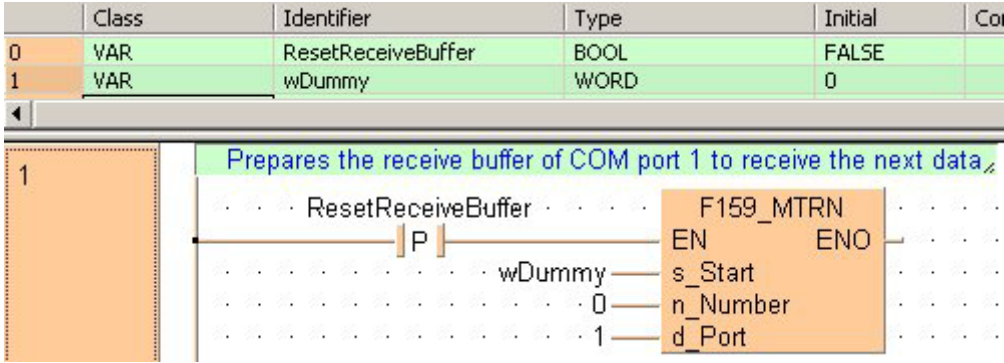 Class Identifier Type Initial
0 VAR ResetReceiveBuffer BOOL FALSE
1 VAR wDummy WORD 0
1
Prepares the receive buffer of COM port 1 to receive the next data
ResetReceiveBuffer F159_MTRN
P EN ENO
wDummy s_Start
0 n_Number
1 d_Port